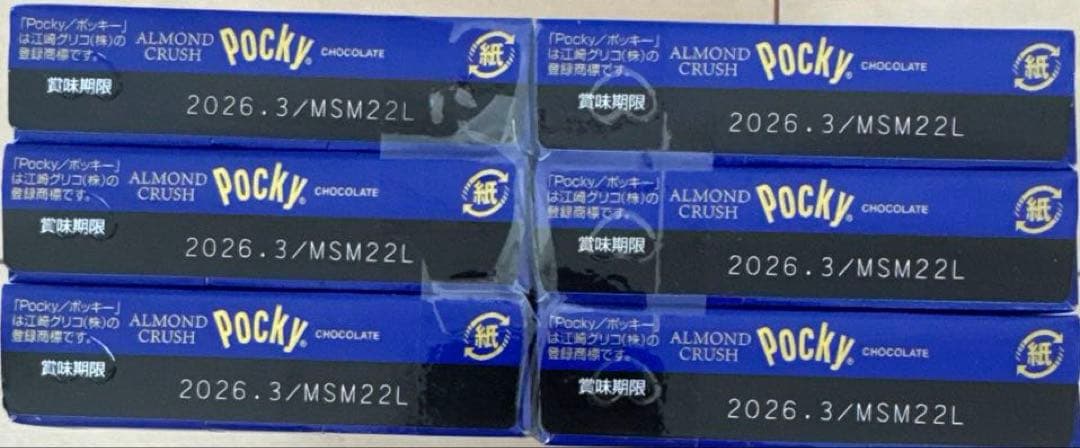 「Pocky／ポッキー」
は江崎グリコ(株)の
登録商標です。
ALMOND
CRUSH
Pocky®
CHOCOLATE
紙
賞味期限
2026.3/MSM22L
「Pocky／ポッキー」
は江崎グリコ(株)の
登録商標です。
ALMOND
CRUSH
Pocky®
CHOCOLATE
紙
賞味期限
2026.3/MSM22L
「Pocky／ポッキー」
は江崎グリコ(株)の
登録商標です。
ALMOND
CRUSH
Pocky®
CHOCOLATE
紙
賞味期限
2026.3/MSM22L
「Pocky／ポッキー」
は江崎グリコ(株)の
登録商標です。
ALMOND
CRUSH
Pocky®
CHOCOLATE
紙
賞味期限
2026.3/MSM22L
「Pocky／ポッキー」
は江崎グリコ(株)の
登録商標です。
ALMOND
CRUSH
Pocky®
CHOCOLATE
紙
賞味期限
2026.3/MSM22L
「Pocky／ポッキー」
は江崎グリコ(株)の
登録商標です。
ALMOND
CRUSH
Pocky®
CHOCOLATE
紙
賞味期限
2026.3/MSM22L